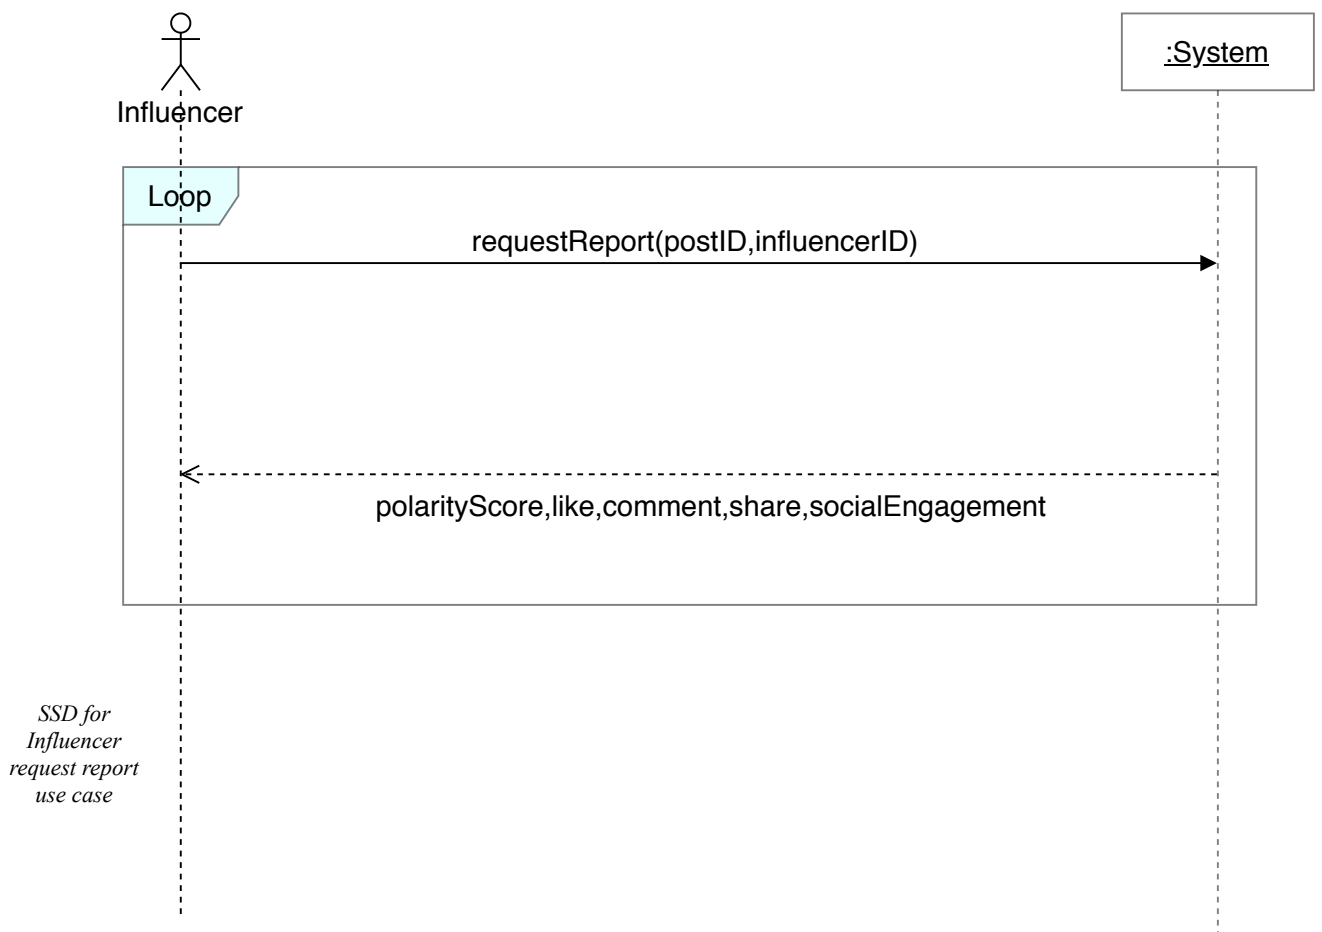 Influencer
:System
Loop
requestReport(postID,influencerID)
polarityScore,like,comment,share,socialEngagement
SSD for
Influencer
request report
use case